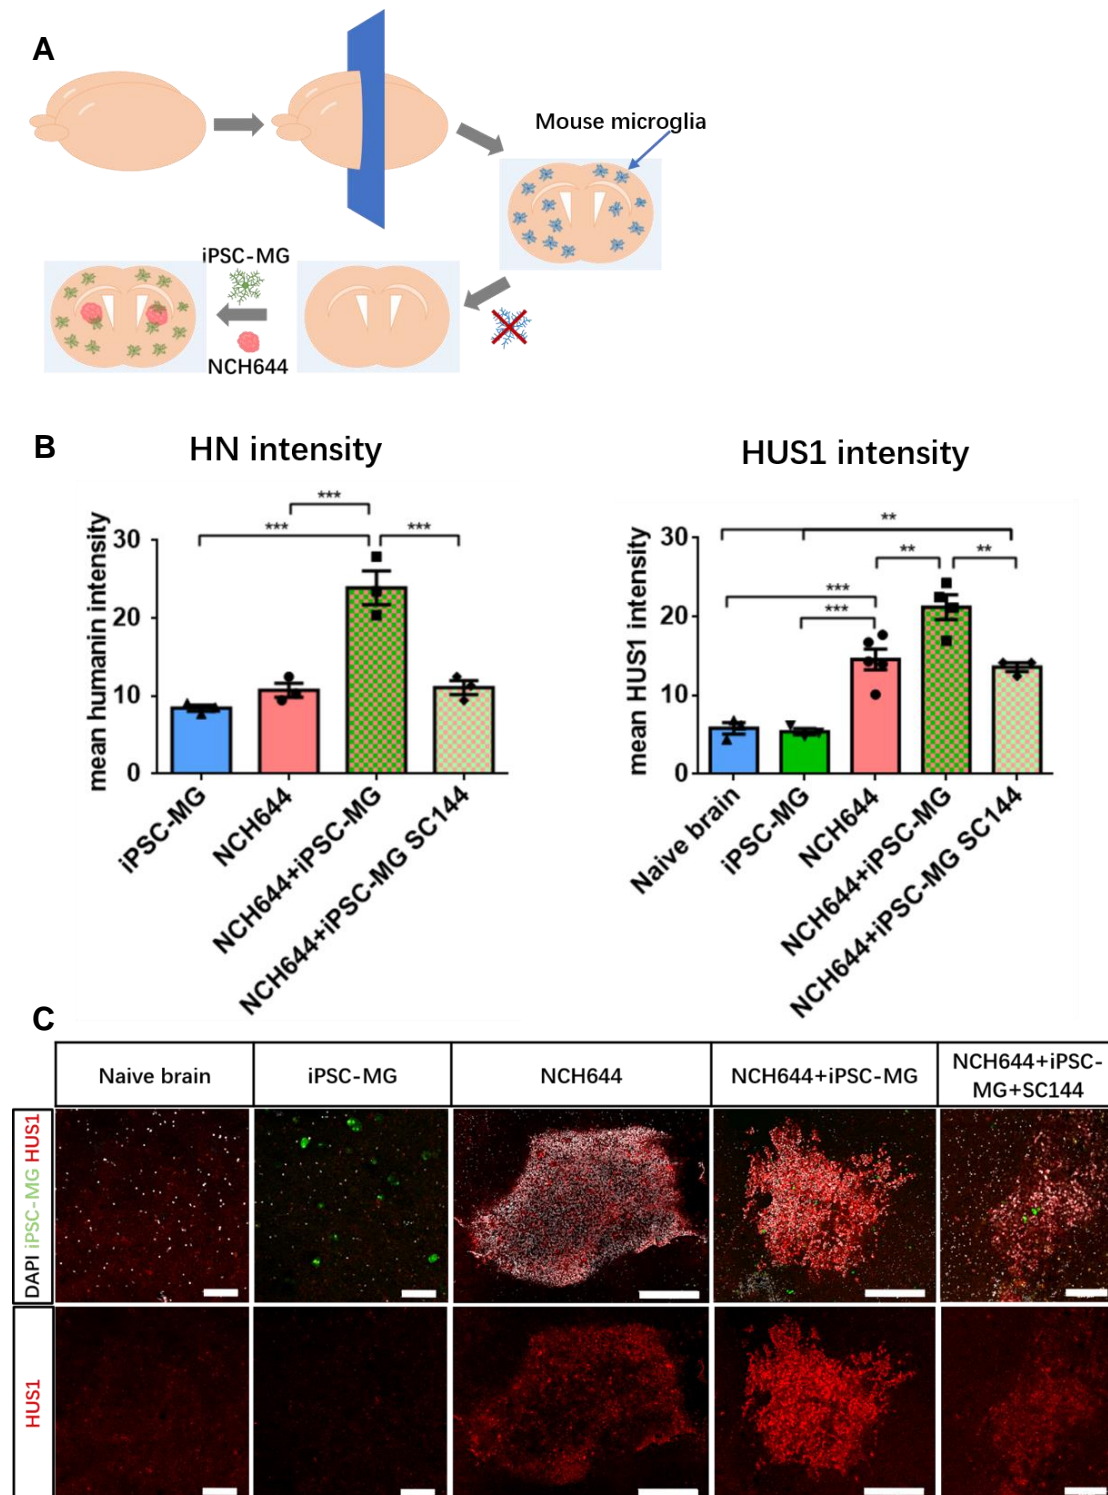 A
Mouse microglia
iPSC-MG
NCH644
B
HN intensity
HUS1 intensity
***
***
***
30
20
10
0
mean humanin intensity
iPSC-MG
NCH644
NCH644+iPSC-MG
NCH644+iPSC-MG SC144
**
**
**
***
***
30
20
10
0
mean HUS1 intensity
Naive brain
iPSC-MG
NCH644
NCH644+iPSC-MG
NCH644+iPSC-MG SC144
C
Naive brain
iPSC-MG
NCH644
NCH644+iPSC-MG
NCH644+iPSC-
MG+SC144
DAPI iPSC-MG HUS1
HUS1